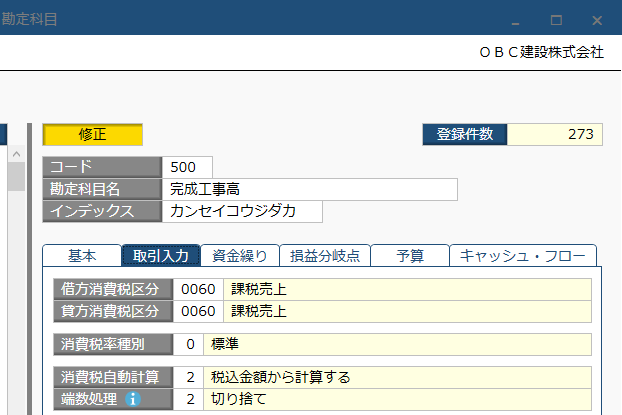 勘定科目
ＯＢＣ建設株式会社
修正 登録件数 273
コード 500
勘定科目名 完成工事高
インデックス カンセイコウジダカ
基本 取引入力 資金繰り 損益分岐点 予算 キャッシュ・フロー
借方消費税区分 0060 課税売上
貸方消費税区分 0060 課税売上
消費税率種別 0 標準
消費税自動計算 2 税込金額から計算する
端数処理 i 2 切り捨て